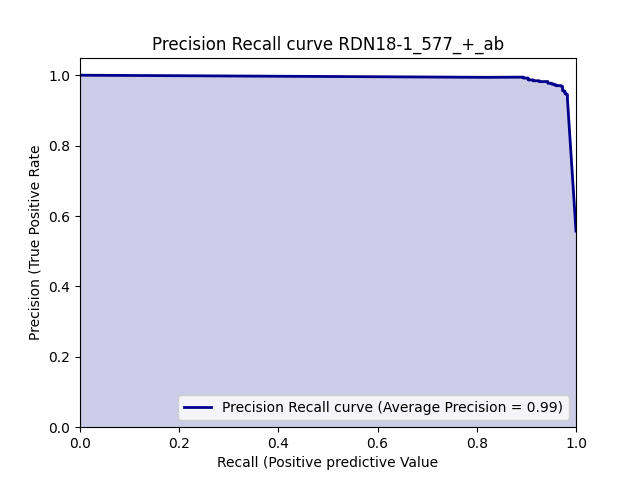 Precision Recall curve RDN18-1_577_+_ab
Precision (True Positive Rate
1.0
0.8
0.6
0.4
0.2
0.0
Precision Recall curve (Average Precision = 0.99)
0.0 0.2 0.4 0.6 0.8 1.0
Recall (Positive predictive Value